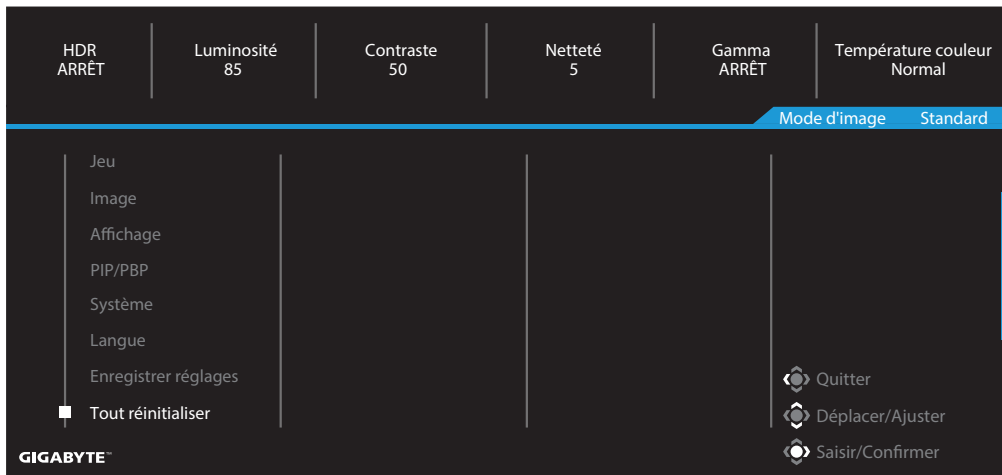 HDR
ARRÊT
Luminosité
85
Contraste
50
Netteté
5
Gamma
ARRÊT
Température couleur
Normal
Mode d'image Standard
Jeu
Image
Affichage
PIP/PBP
Système
Langue
Enregistrer réglages
Tout réinitialiser
Quitter
Déplacer/Ajuster
Saisir/Confirmer
GIGABYTE™